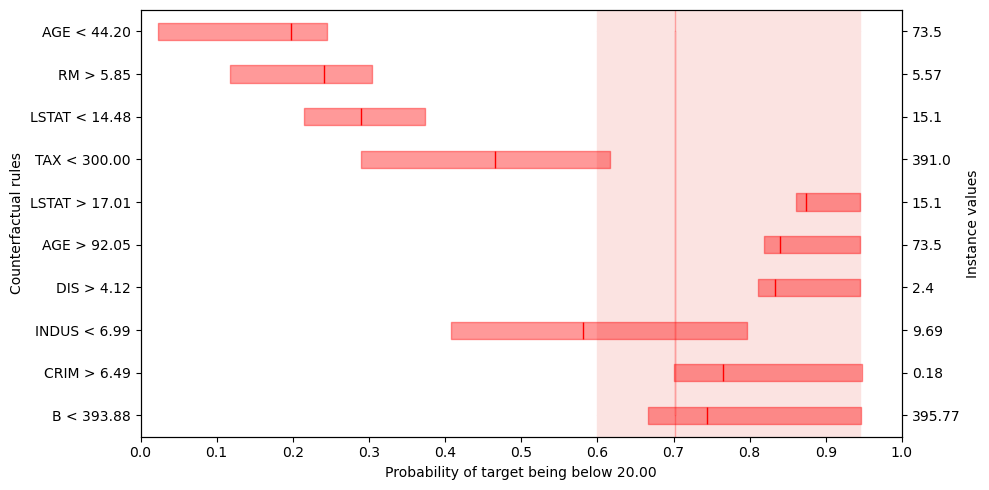 AGE < 44.20 73.5
RM > 5.85 5.57
LSTAT < 14.48 15.1
TAX < 300.00 391.0
LSTAT > 17.01 15.1
AGE > 92.05 73.5
DIS > 4.12 2.4
INDUS < 6.99 9.69
CRIM > 6.49 0.18
B < 393.88 395.77
Counterfactual rules
Instance values
0.0 0.1 0.2 0.3 0.4 0.5 0.6 0.7 0.8 0.9 1.0
Probability of target being below 20.00